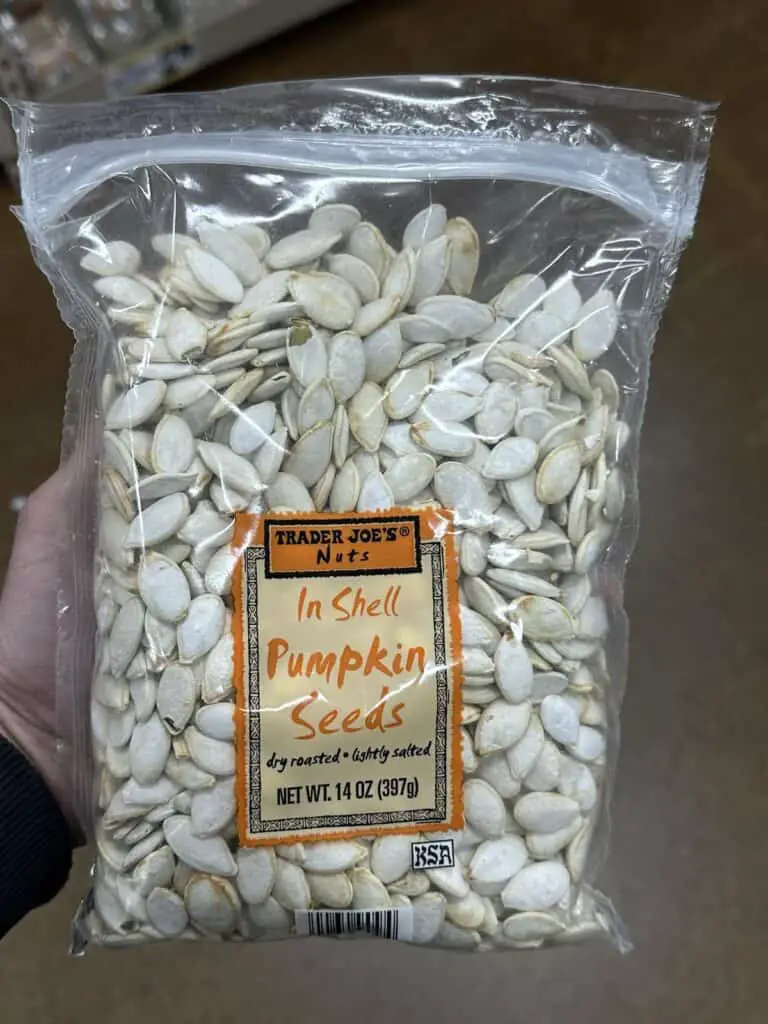 TRADER JOE'S®
Nuts
In Shell
Pumpkin
Seeds
dry roasted • lightly salted
NET WT. 14 OZ (397g)
KSA